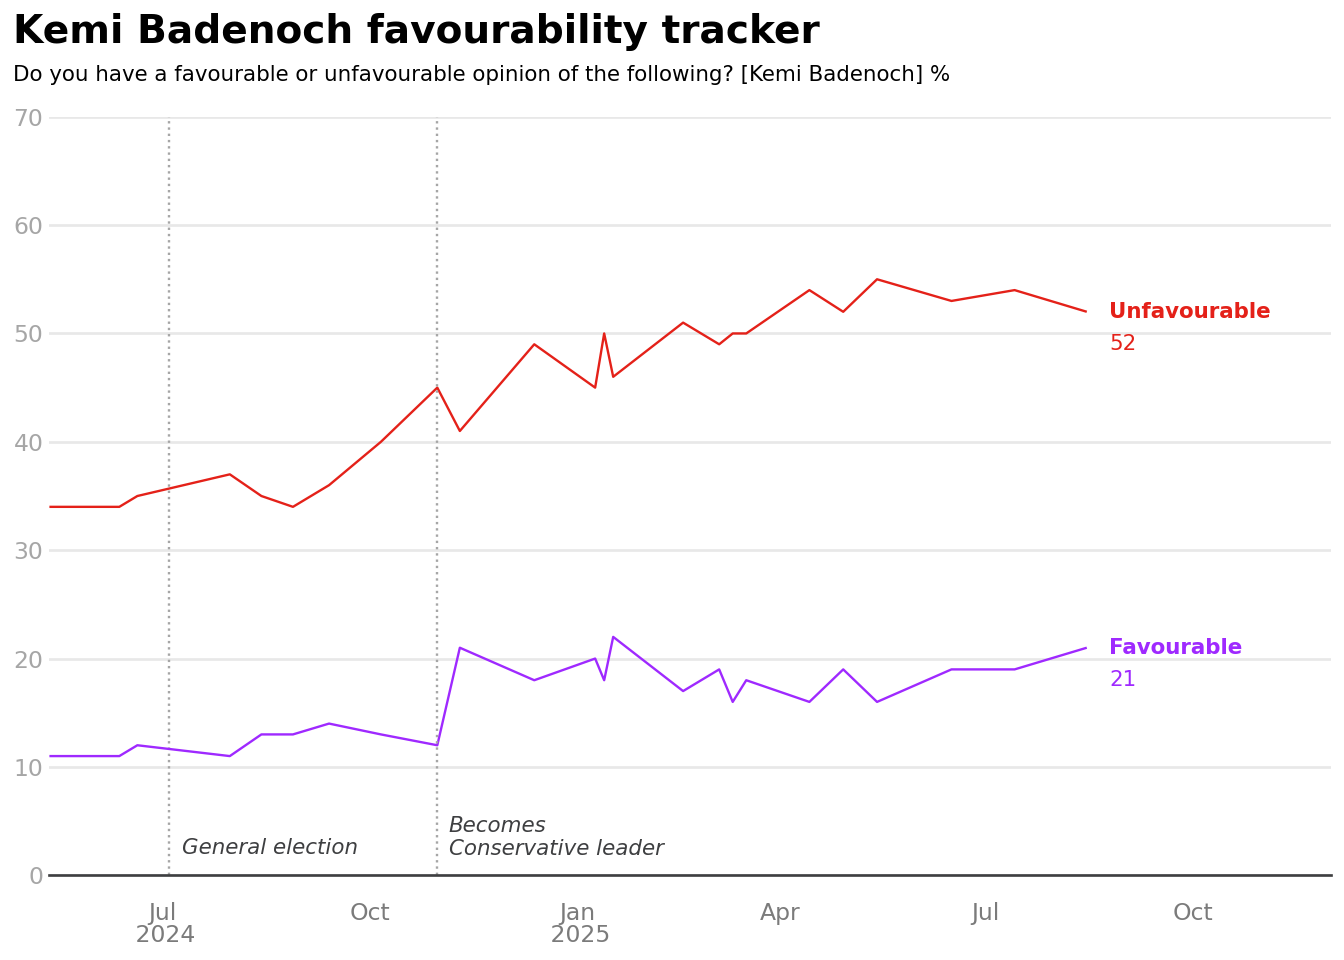 Kemi Badenoch favourability tracker
Do you have a favourable or unfavourable opinion of the following? [Kemi Badenoch] %
70
60
50
40
30
20
10
0
Unfavourable
52
Favourable
21
General election
Becomes
Conservative leader
Jul
2024
Oct
Jan
2025
Apr
Jul
Oct